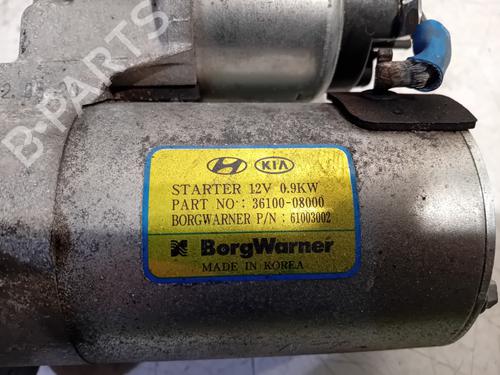 B-PARTS
KIA
STARTER 12V 0.9KW
PART NO : 36100-08000
BORGWARNER P/N : 61003002
BorgWarner
MADE IN KOREA